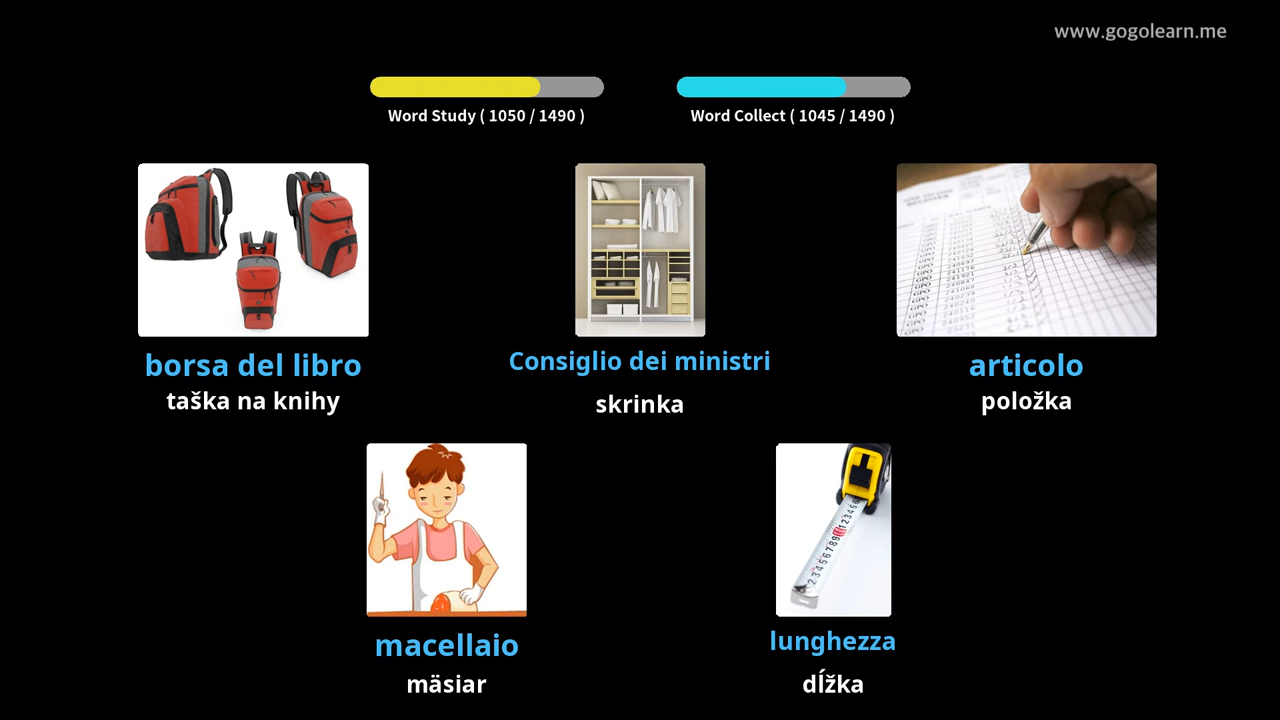 www.gogolearn.me
Word Study ( 1050 / 1490 )
Word Collect ( 1045 / 1490 )
borsa del libro
taška na knihy
Consiglio dei ministri
skrinka
articolo
položka
macellaio
mäsiar
lunghezza
dĺžka